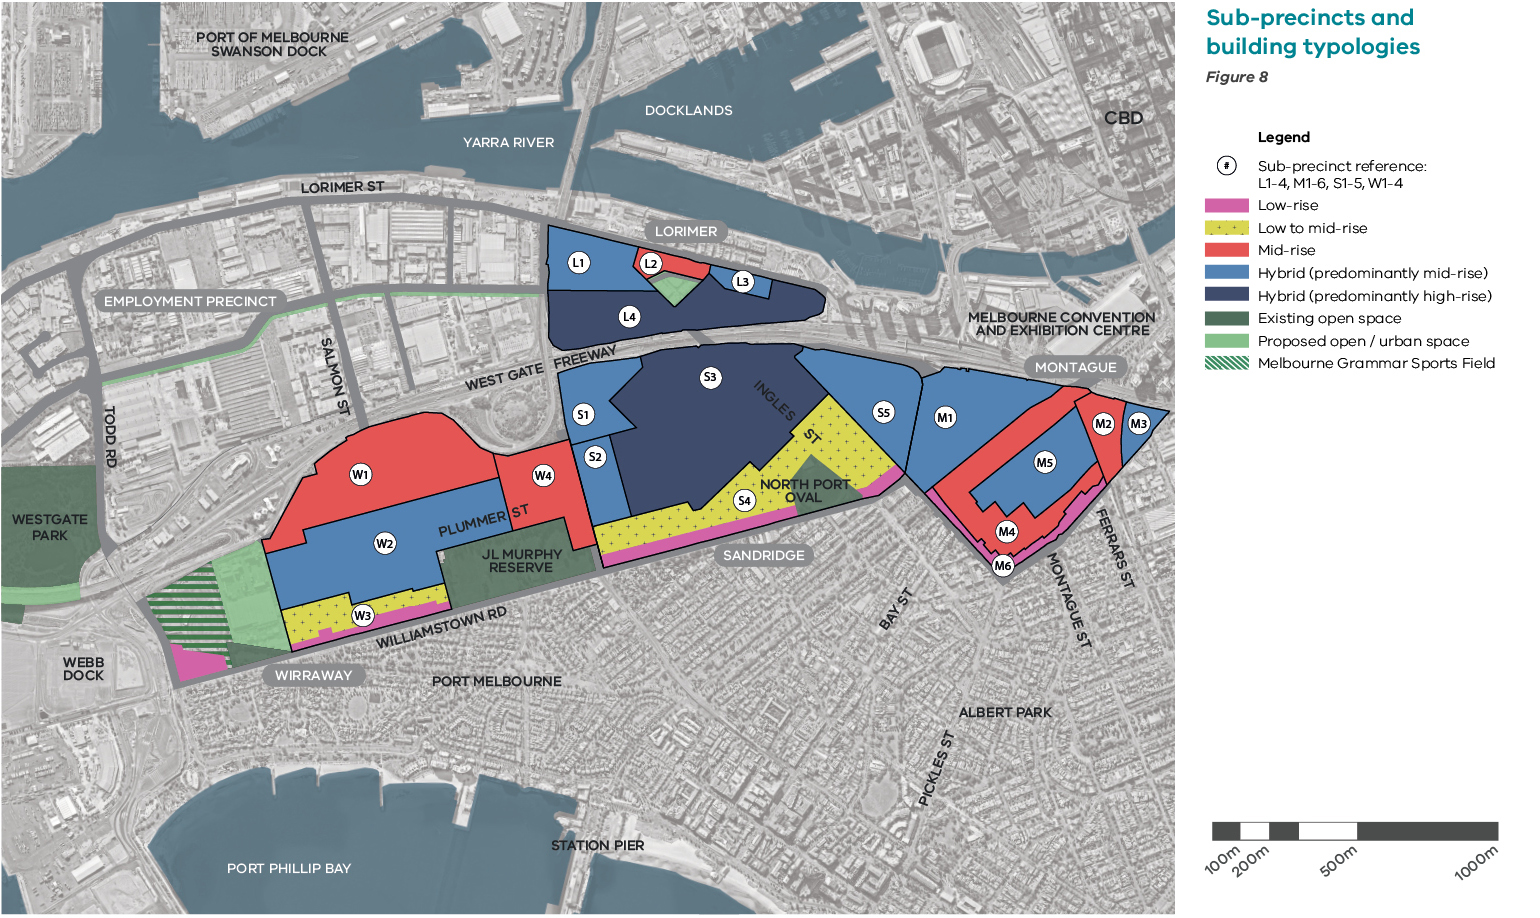 Sub-precincts and
building typologies
Figure 8
Legend
#
Sub-precinct reference:
L1-4, M1-6, S1-5, W1-4
Low-rise
Low to mid-rise
Mid-rise
Hybrid (predominantly mid-rise)
Hybrid (predominantly high-rise)
Existing open space
Proposed open / urban space
Melbourne Grammar Sports Field
100m
200m
500m
1000m
PORT OF MELBOURNE
SWANSON DOCK
DOCKLANDS
CBD
YARRA RIVER
LORIMER ST
LORIMER
L1
L2
L3
L4
EMPLOYMENT PRECINCT
MELBOURNE CONVENTION
AND EXHIBITION CENTRE
SALMON ST
WEST GATE FREEWAY
MONTAGUE
TODD RD
S1
S2
S3
S4
S5
INGLES ST
M1
M2
M3
M4
M5
M6
W1
W2
W3
W4
NORTH PORT
OVAL
PLUMMER ST
WESTGATE
PARK
JL MURPHY
RESERVE
SANDRIDGE
FERRARS ST
MONTAGUE ST
BAY ST
WILLIAMSTOWN RD
WEBB
DOCK
WIRRAWAY
PORT MELBOURNE
ALBERT PARK
PICKLES ST
STATION PIER
PORT PHILLIP BAY